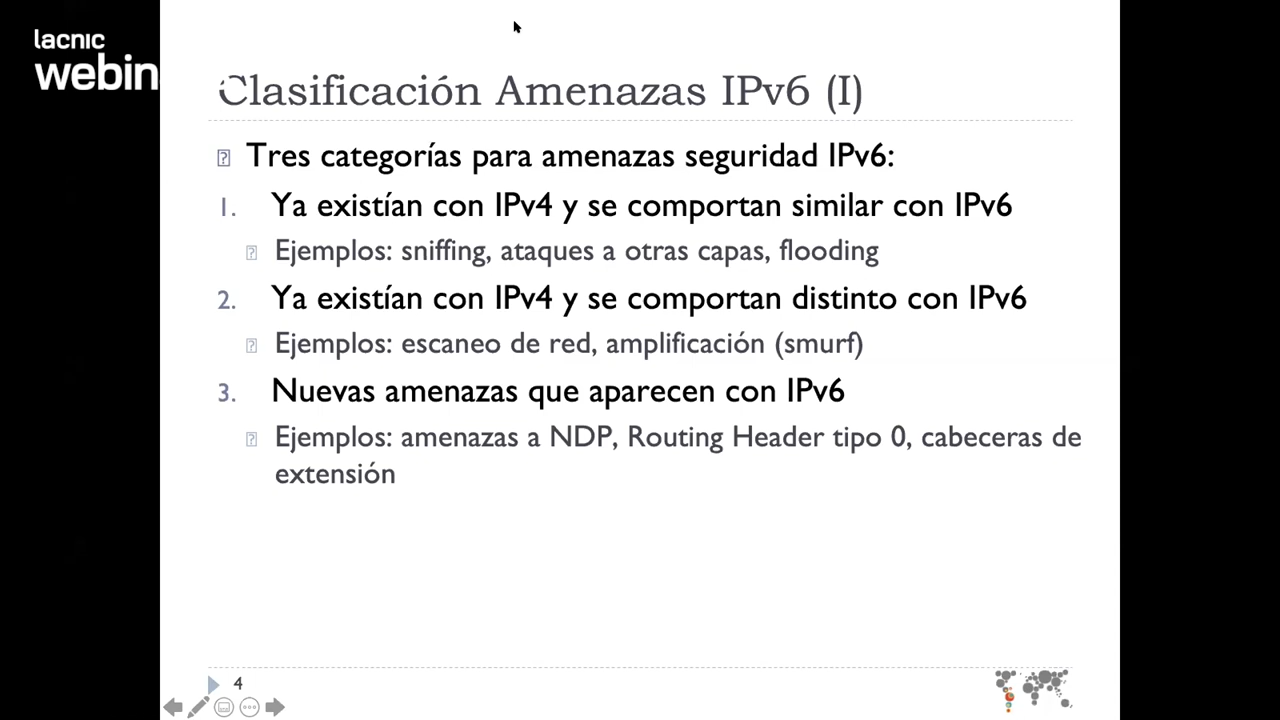 lacnic
webin
Clasificación Amenazas IPv6 (I)
Tres categorías para amenazas seguridad IPv6:
1. Ya existían con IPv4 y se comportan similar con IPv6
Ejemplos: sniffing, ataques a otras capas, flooding
2. Ya existían con IPv4 y se comportan distinto con IPv6
Ejemplos: escaneo de red, amplificación (smurf)
3. Nuevas amenazas que aparecen con IPv6
Ejemplos: amenazas a NDP, Routing Header tipo 0, cabeceras de
extensión
4